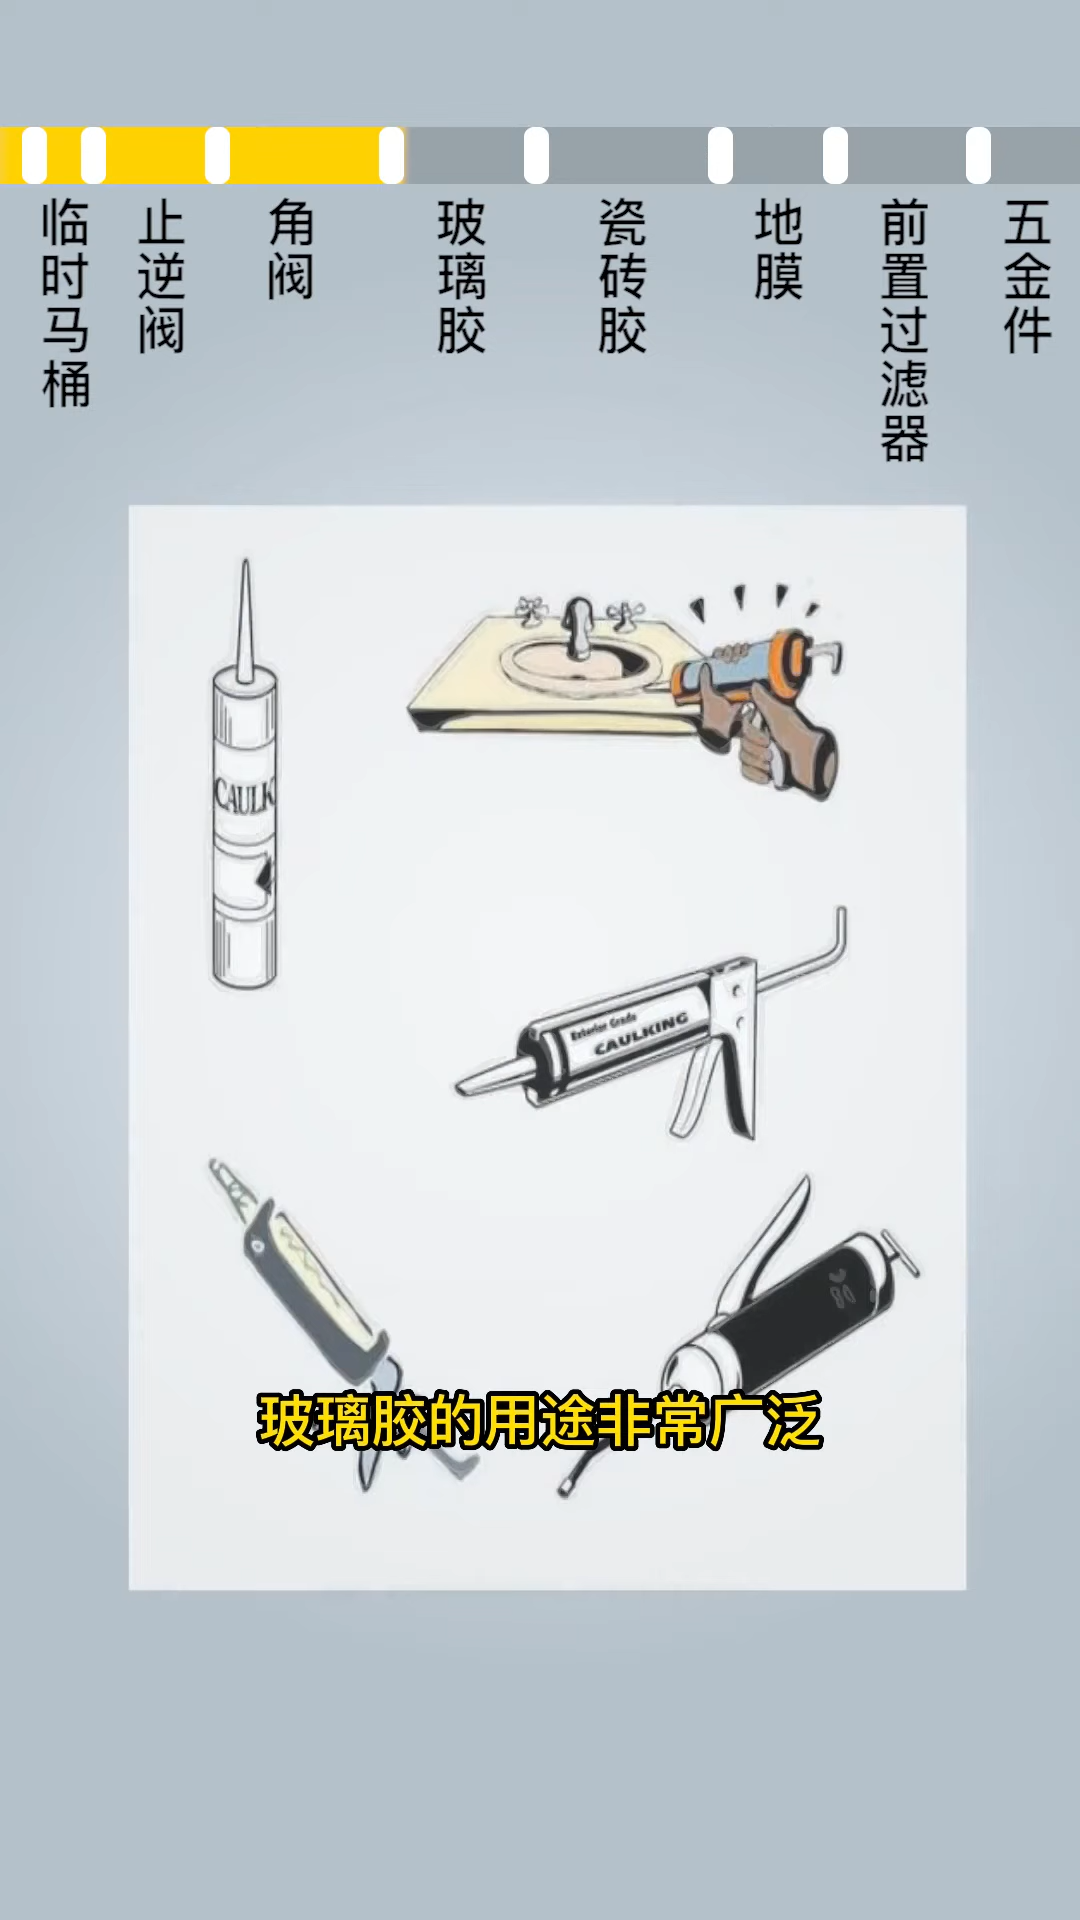 临时马桶
止逆阀
角阀
玻璃胶
瓷砖胶
地膜
前置过滤器
五金件
CAULK
Exterior Grade
CAULKING
玻璃胶的用途非常广泛